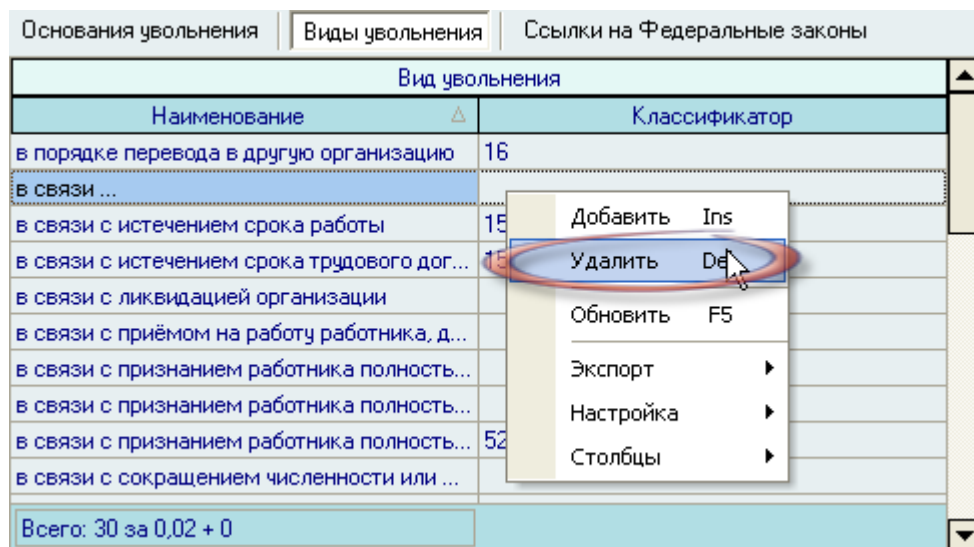 Основания увольнения Виды увольнения Ссылки на Федеральные законы
Вид увольнения
Наименование Классификатор
в порядке перевода в другую организацию 16
в связи ...
в связи с истечением срока работы 15
в связи с истечением срока трудового дог... 15
в связи с ликвидацией организации
в связи с приёмом на работу работника, д...
в связи с признанием работника полность...
в связи с признанием работника полность...
в связи с признанием работника полность... 52
в связи с сокращением численности или ...
Всего: 30 за 0,02 + 0
Добавить Ins
Удалить De
Обновить F5
Экспорт
Настройка
Столбцы